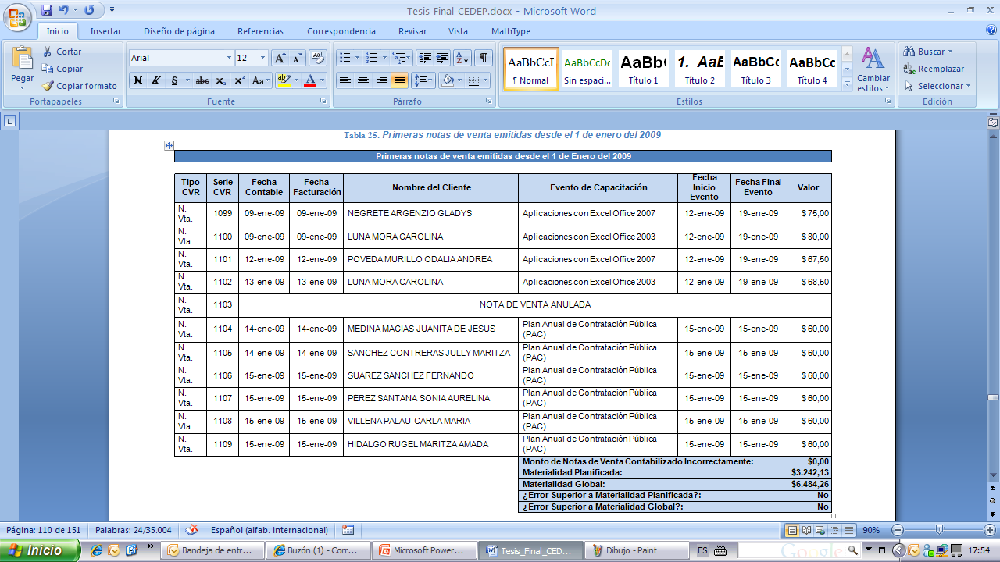 Tesis_Final_CEDEP.docx - Microsoft Word
Inicio Insertar Diseño de página Referencias Correspondencia Revisar Vista MathType
Pegar
Cortar
Copiar
Copiar formato
Portapapeles
Arial 12
N K S abc x₂ x² Aa
Fuente
Párrafo
AaBbCcI AaBbCcDc AaBb( 1. AaE AaBbCc AaBbCc
¶ Normal Sin espaci... Título 1 Título 2 Título 3 Título 4
Cambiar estilos
Estilos
Buscar
Reemplazar
Seleccionar
Edición
Tabla 25. Primeras notas de venta emitidas desde el 1 de enero del 2009
Primeras notas de venta emitidas desde el 1 de Enero del 2009
Tipo CVR Serie CVR Fecha Contable Fecha Facturación Nombre del Cliente Evento de Capacitación Fecha Inicio Evento Fecha Final Evento Valor
N. Vta. 1099 09-ene-09 09-ene-09 NEGRETE ARGENZIO GLADYS Aplicaciones con Excel Office 2007 12-ene-09 19-ene-09 $ 75,00
N. Vta. 1100 09-ene-09 09-ene-09 LUNA MORA CAROLINA Aplicaciones con Excel Office 2003 12-ene-09 19-ene-09 $ 80,00
N. Vta. 1101 12-ene-09 12-ene-09 POVEDA MURILLO ODALIA ANDREA Aplicaciones con Excel Office 2007 12-ene-09 19-ene-09 $ 67,50
N. Vta. 1102 13-ene-09 13-ene-09 LUNA MORA CAROLINA Aplicaciones con Excel Office 2003 12-ene-09 19-ene-09 $ 68,50
N. Vta. 1103 NOTA DE VENTA ANULADA
N. Vta. 1104 14-ene-09 14-ene-09 MEDINA MACIAS JUANITA DE JESUS Plan Anual de Contratación Pública (PAC) 15-ene-09 15-ene-09 $ 60,00
N. Vta. 1105 14-ene-09 14-ene-09 SANCHEZ CONTRERAS JULLY MARITZA Plan Anual de Contratación Pública (PAC) 15-ene-09 15-ene-09 $ 60,00
N. Vta. 1106 15-ene-09 15-ene-09 SUAREZ SANCHEZ FERNANDO Plan Anual de Contratación Pública (PAC) 15-ene-09 15-ene-09 $ 60,00
N. Vta. 1107 15-ene-09 15-ene-09 PEREZ SANTANA SONIA AURELINA Plan Anual de Contratación Pública (PAC) 15-ene-09 15-ene-09 $ 60,00
N. Vta. 1108 15-ene-09 15-ene-09 VILLENA PALAU CARLA MARIA Plan Anual de Contratación Pública (PAC) 15-ene-09 15-ene-09 $ 60,00
N. Vta. 1109 15-ene-09 15-ene-09 HIDALGO RUGEL MARITZA AMADA Plan Anual de Contratación Pública (PAC) 15-ene-09 15-ene-09 $ 60,00
Monto de Notas de Venta Contabilizado Incorrectamente: $0,00
Materialidad Planificada: $3.242,13
Materialidad Global: $6.484,26
¿Error Superior a Materialidad Planificada?: No
¿Error Superior a Materialidad Global?: No
Página: 110 de 151 Palabras: 24/35.004 Español (alfab. internacional) 90%
Inicio Bandeja de entr... Buzón (1) - Corr... Microsoft Power... Tesis_Final_CED... Dibujo - Paint ES Google 17:54